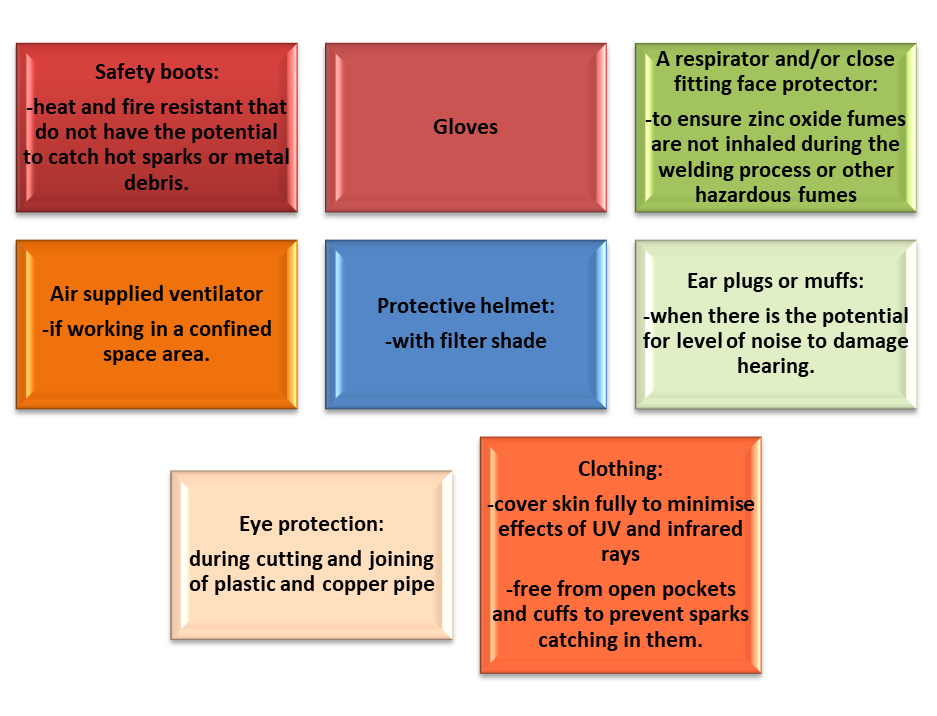 Safety boots:
-heat and fire resistant that
do not have the potential
to catch hot sparks or metal
debris.
Gloves
A respirator and/or close
fitting face protector:
-to ensure zinc oxide fumes
are not inhaled during the
welding process or other
hazardous fumes
Air supplied ventilator
-if working in a confined
space area.
Protective helmet:
-with filter shade
Ear plugs or muffs:
-when there is the potential
for level of noise to damage
hearing.
Eye protection:
during cutting and joining
of plastic and copper pipe
Clothing:
-cover skin fully to minimise
effects of UV and infrared
rays
-free from open pockets
and cuffs to prevent sparks
catching in them.